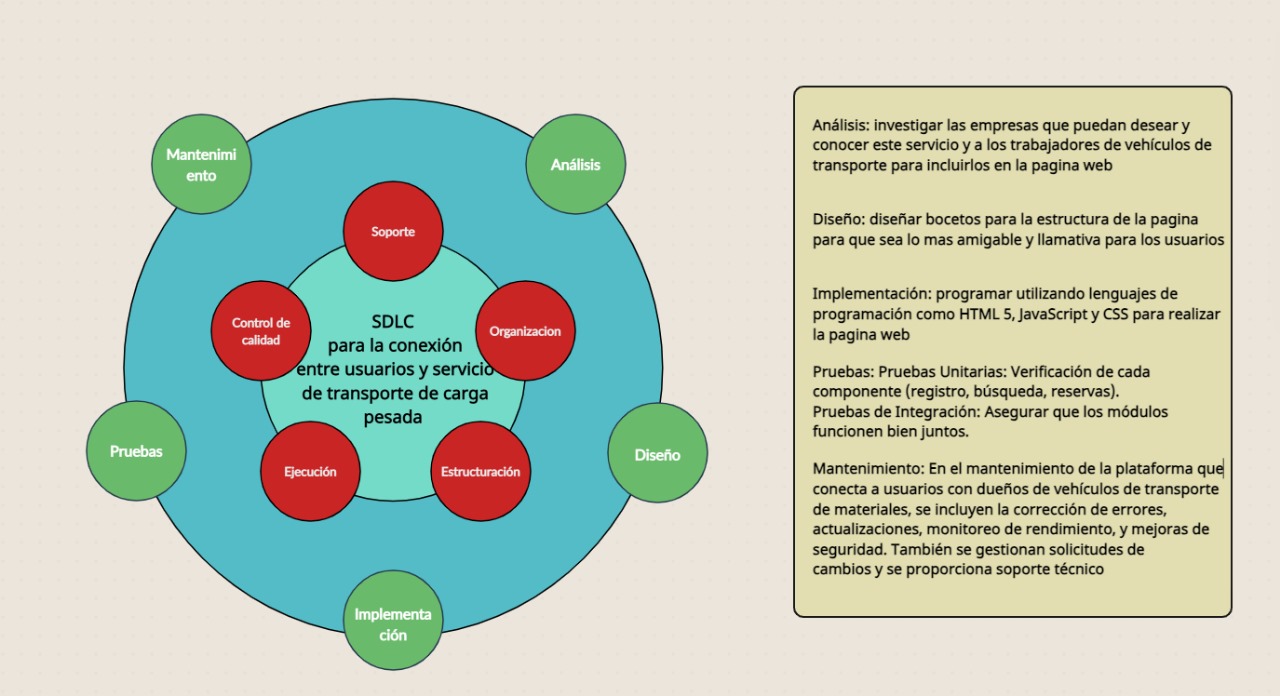 Mantenimi
ento
Análisis
Soporte
Control de
calidad
Organizacion
SDLC
para la conexión
entre usuarios y servicio
de transporte de carga
pesada
Pruebas
Ejecución
Estructuración
Diseño
Implementa
ción
Análisis: investigar las empresas que puedan desear y
conocer este servicio y a los trabajadores de vehículos de
transporte para incluirlos en la pagina web
Diseño: diseñar bocetos para la estructura de la pagina
para que sea lo mas amigable y llamativa para los usuarios
Implementación: programar utilizando lenguajes de
programación como HTML 5, JavaScript y CSS para realizar
la pagina web
Pruebas: Pruebas Unitarias: Verificación de cada
componente (registro, búsqueda, reservas).
Pruebas de Integración: Asegurar que los módulos
funcionen bien juntos.
Mantenimiento: En el mantenimiento de la plataforma que
conecta a usuarios con dueños de vehículos de transporte
de materiales, se incluyen la corrección de errores,
actualizaciones, monitoreo de rendimiento, y mejoras de
seguridad. También se gestionan solicitudes de
cambios y se proporciona soporte técnico